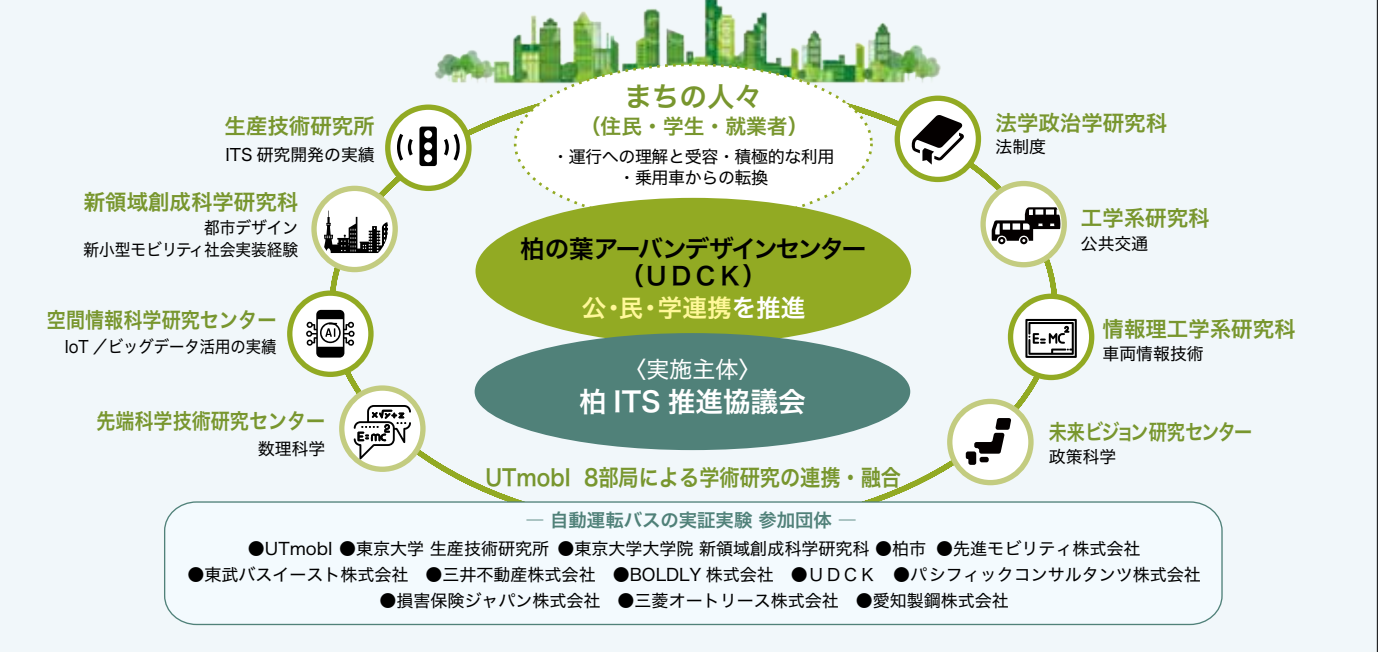 まちの人々
（住民・学生・就業者）
・運行への理解と受容・積極的な利用
・乗用車からの転換
柏の葉アーバンデザインセンター
（ＵＤＣＫ）
公・民・学連携を推進
〈実施主体〉
柏 ITS 推進協議会
生産技術研究所
ITS 研究開発の実績
新領域創成科学研究科
都市デザイン
新小型モビリティ社会実装経験
空間情報科学研究センター
IoT ／ビッグデータ活用の実績
AI
先端科学技術研究センター
数理科学
x√y+z
E=mc²
法学政治学研究科
法制度
工学系研究科
公共交通
情報理工学系研究科
車両情報技術
E=MC²
未来ビジョン研究センター
政策科学
UTmobI 8部局による学術研究の連携・融合
― 自動運転バスの実証実験 参加団体 ―
●UTmobI ●東京大学 生産技術研究所 ●東京大学大学院 新領域創成科学研究科 ●柏市 ●先進モビリティ株式会社
●東武バスイースト株式会社 ●三井不動産株式会社 ●BOLDLY 株式会社 ●ＵＤＣＫ ●パシフィックコンサルタンツ株式会社
●損害保険ジャパン株式会社 ●三菱オートリース株式会社 ●愛知製鋼株式会社